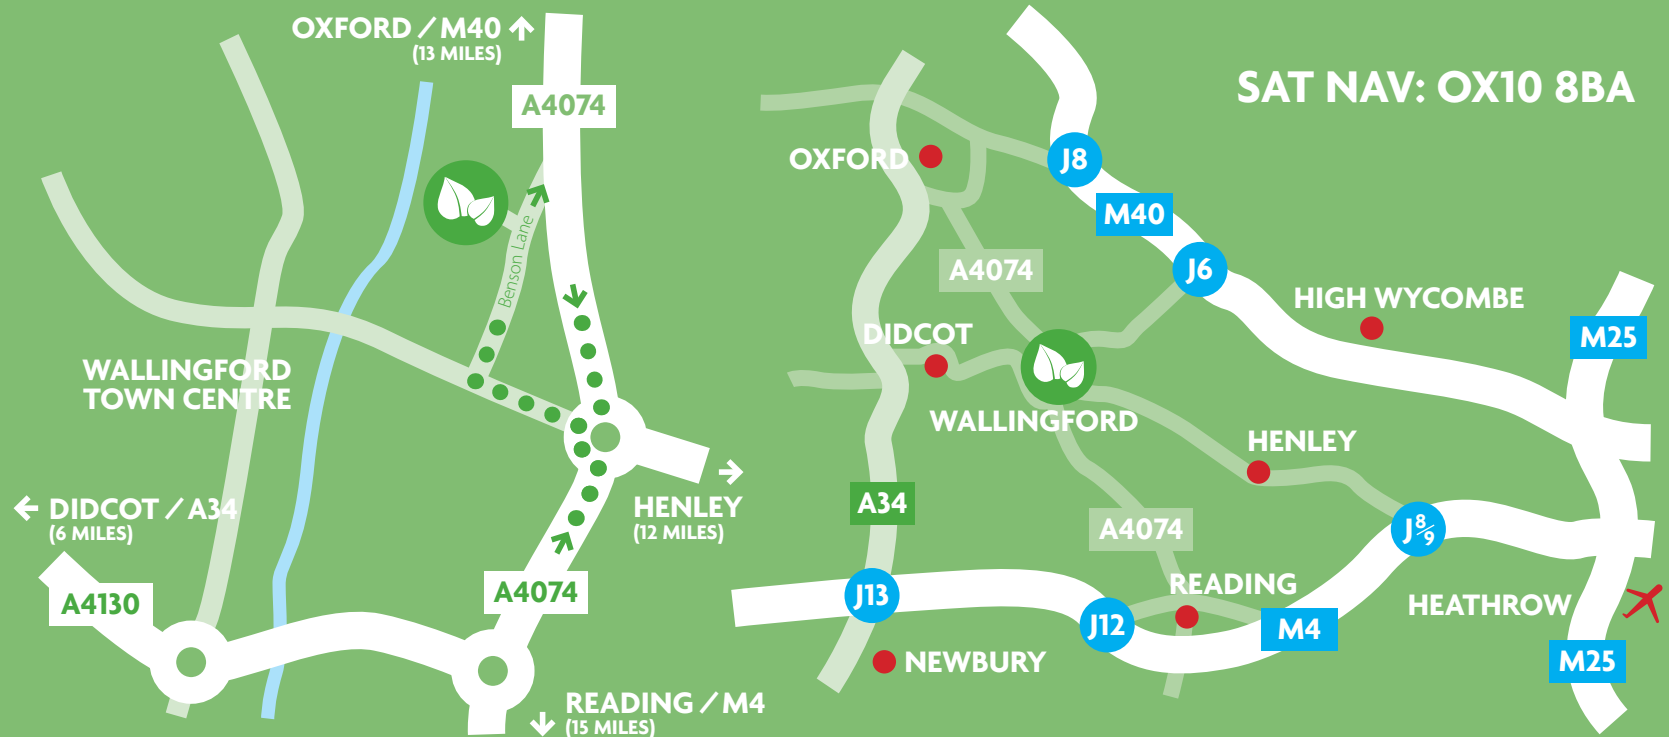 OXFORD / M40 ↑
(13 MILES)
A4074
Benson Lane
WALLINGFORD
TOWN CENTRE
← DIDCOT / A34
(6 MILES)
A4130
HENLEY →
(12 MILES)
A4074
READING / M4
↓ (15 MILES)
SAT NAV: OX10 8BA
OXFORD
J8
M40
A4074
J6
HIGH WYCOMBE
DIDCOT
M25
WALLINGFORD
HENLEY
A34
A4074
J8/9
J13
READING
HEATHROW
J12
M4
NEWBURY
M25